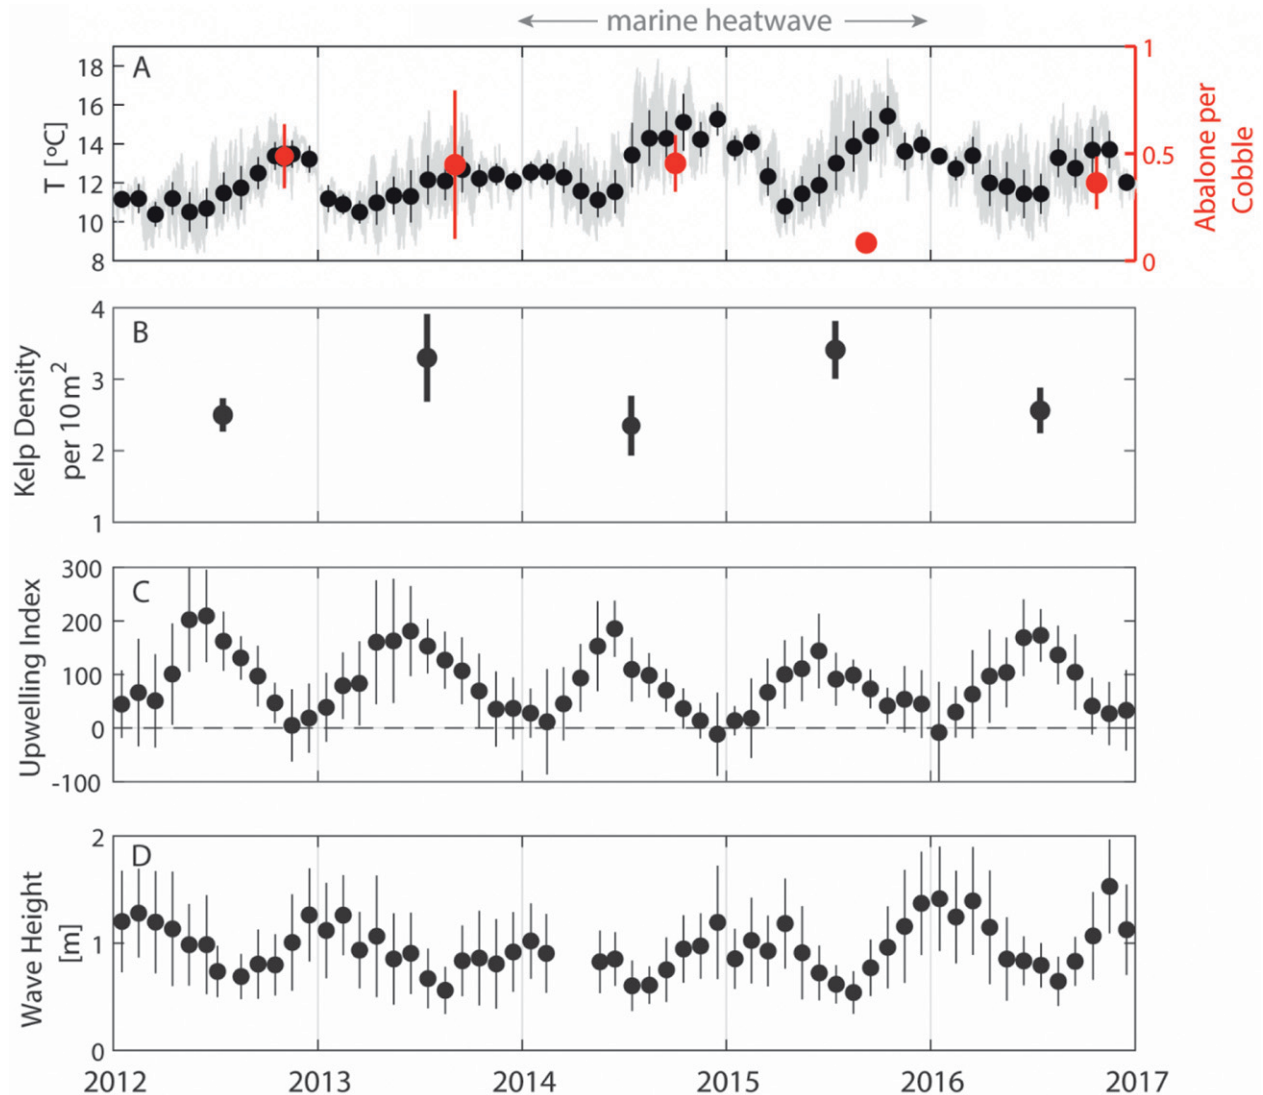 marine heatwave
A
T [ºC]
18
16
14
12
10
8
1
0.5
0
Abalone per
Cobble
B
Kelp Density
per 10 m²
4
3
2
1
C
Upwelling Index
300
200
100
0
-100
D
Wave Height
[m]
2
1
0
2012 2013 2014 2015 2016 2017